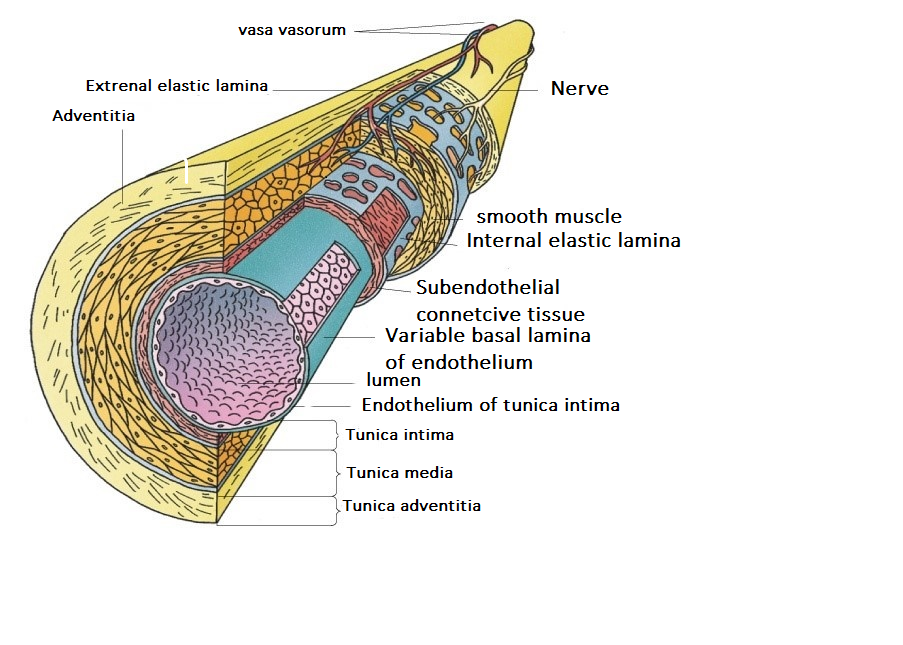 vasa vasorum
Extrenal elastic lamina
Nerve
Adventitia
smooth muscle
Internal elastic lamina
Subendothelial
connetcive tissue
Variable basal lamina
of endothelium
lumen
Endothelium of tunica intima
Tunica intima
Tunica media
Tunica adventitia